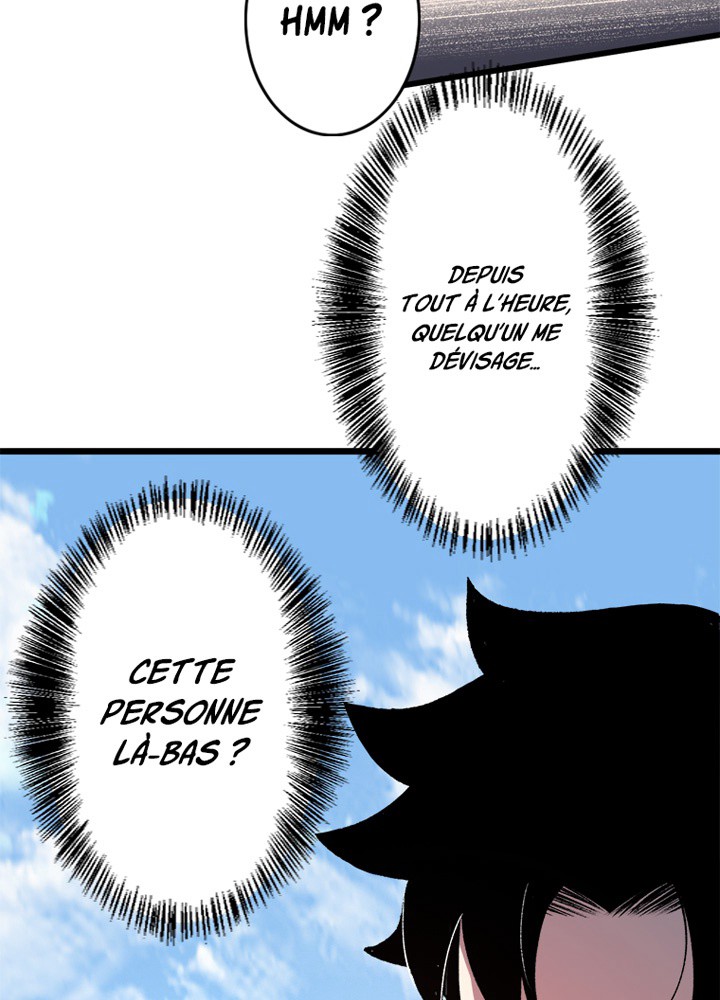 HMM ?
DEPUIS
TOUT À L'HEURE,
QUELQU'UN ME
DÉVISAGE...
CETTE
PERSONNE
LÀ-BAS ?